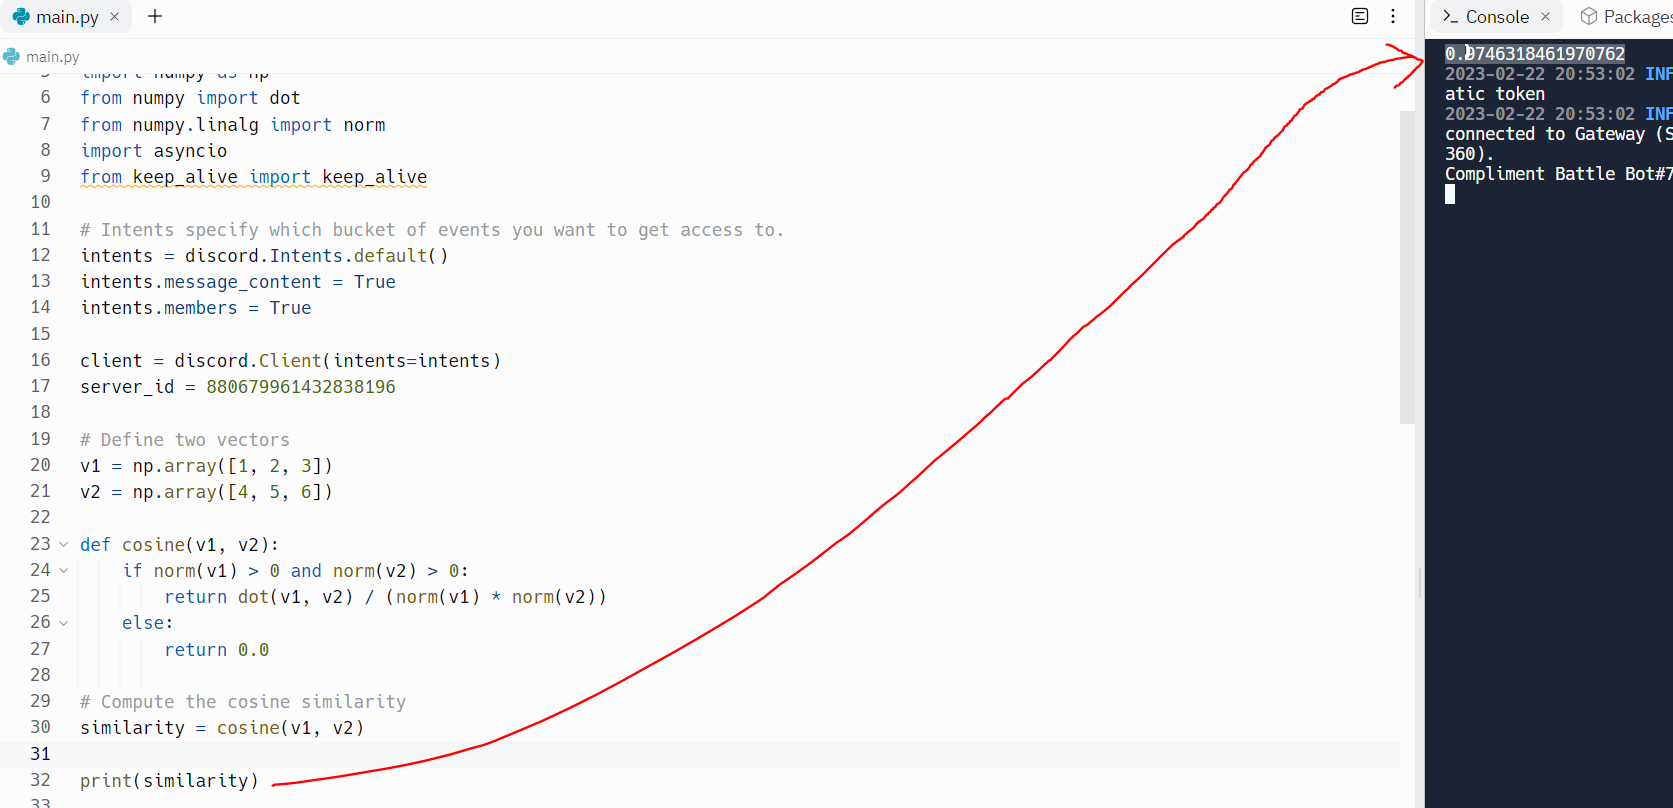 main.py
main.py
import numpy as np
6 from numpy import dot
7 from numpy.linalg import norm
8 import asyncio
9 from keep_alive import keep_alive
10
11 # Intents specify which bucket of events you want to get access to.
12 intents = discord.Intents.default()
13 intents.message_content = True
14 intents.members = True
15
16 client = discord.Client(intents=intents)
17 server_id = 880679961432838196
18
19 # Define two vectors
20 v1 = np.array([1, 2, 3])
21 v2 = np.array([4, 5, 6])
22
23 def cosine(v1, v2):
24 if norm(v1) > 0 and norm(v2) > 0:
25 return dot(v1, v2) / (norm(v1) * norm(v2))
26 else:
27 return 0.0
28
29 # Compute the cosine similarity
30 similarity = cosine(v1, v2)
31
32 print(similarity)
33
Console Packages
0.9746318461970762
2023-02-22 20:53:02 INF
atic token
2023-02-22 20:53:02 INF
connected to Gateway (S
360).
Compliment Battle Bot#7